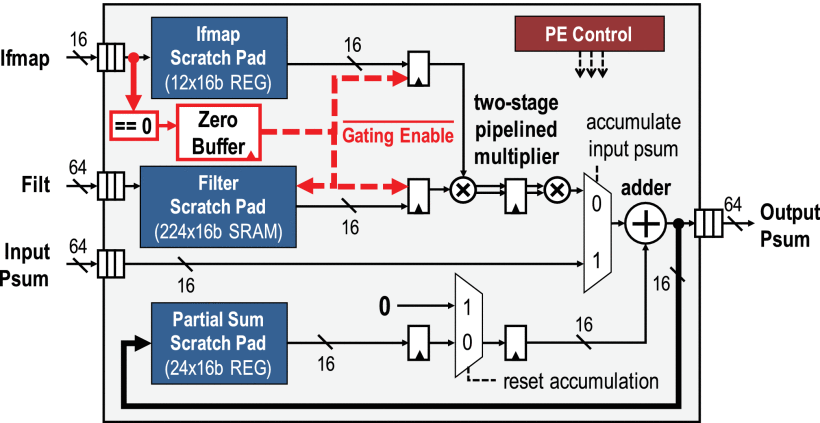 16
Ifmap
Ifmap
Scratch Pad
(12x16b REG)
16
PE Control
== 0
Zero
Buffer
Gating Enable
two-stage
pipelined
multiplier
accumulate
input psum
64
Filt
Filter
Scratch Pad
(224x16b SRAM)
16
0
1
adder
64
Output
Psum
64
Input
Psum
16
16
0
1
0
Partial Sum
Scratch Pad
(24x16b REG)
16
16
reset accumulation